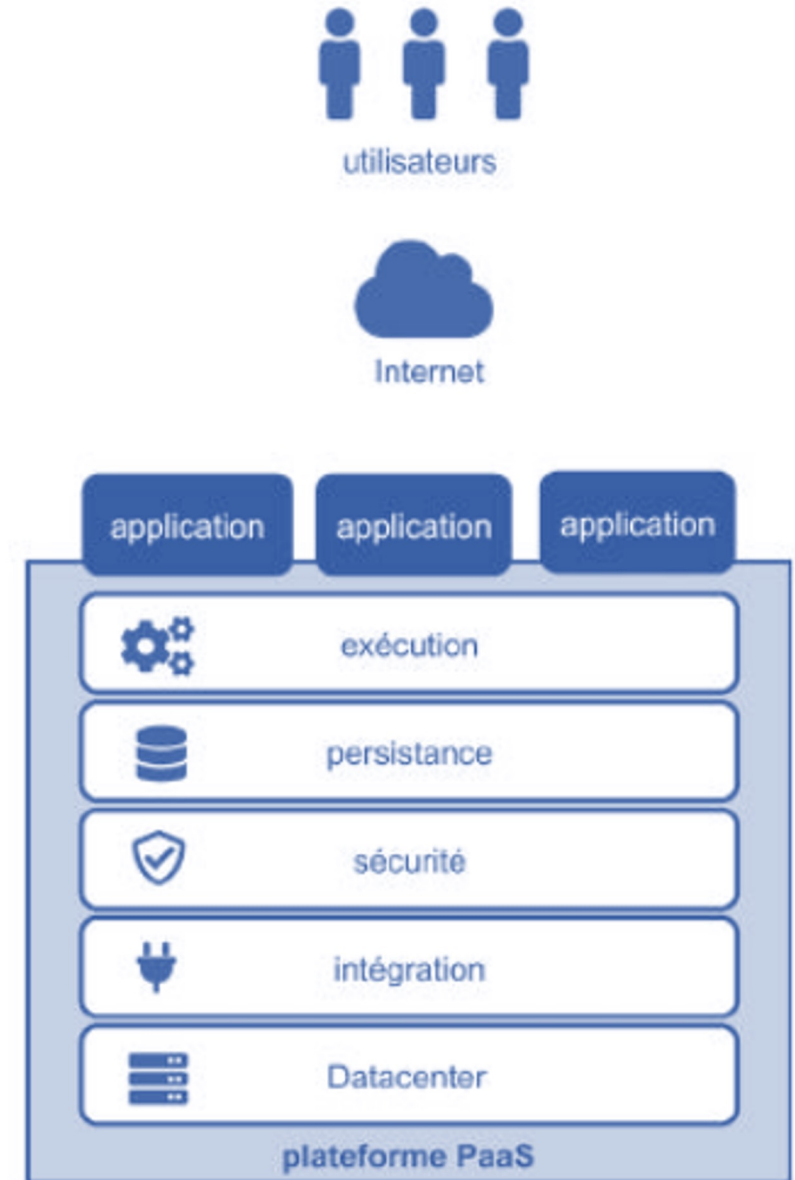 utilisateurs
Internet
application application application
exécution
persistance
sécurité
intégration
Datacenter
plateforme PaaS